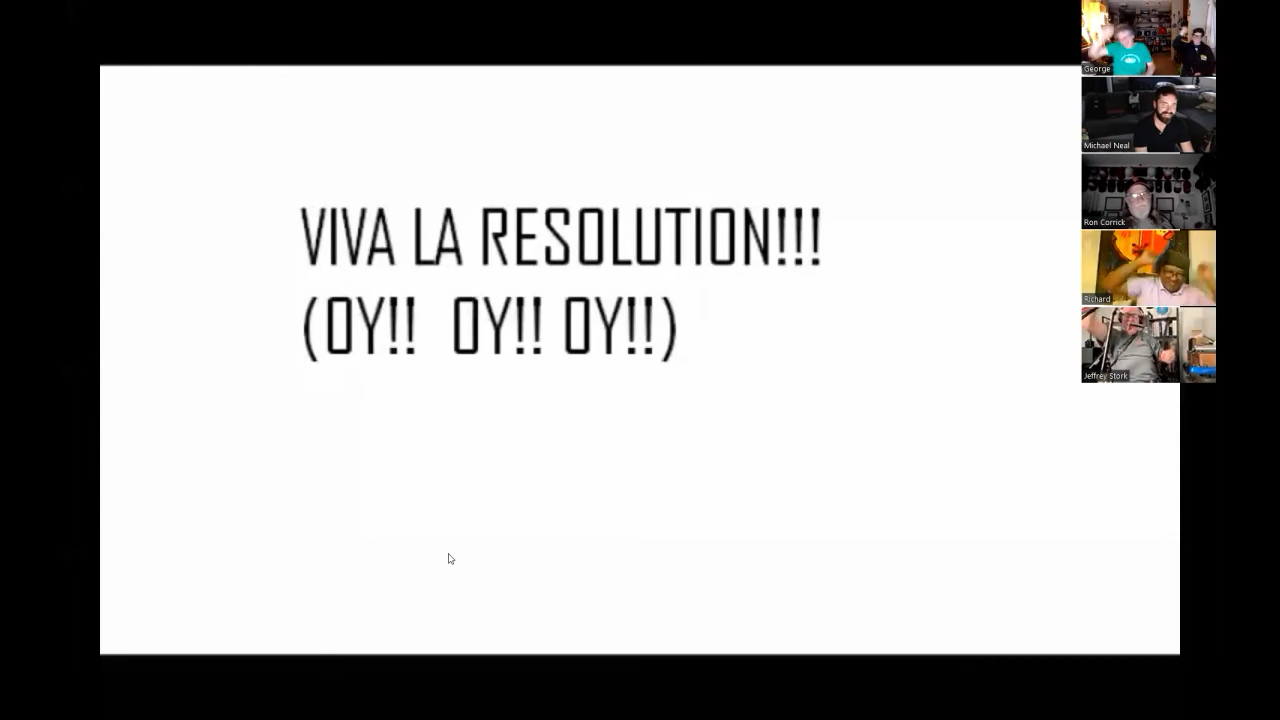 VIVA LA RESOLUTION!!!
(OY!!  OY!! OY!!)
George
Michael Neal
Ron Corrick
Richard
Jeffrey Stork